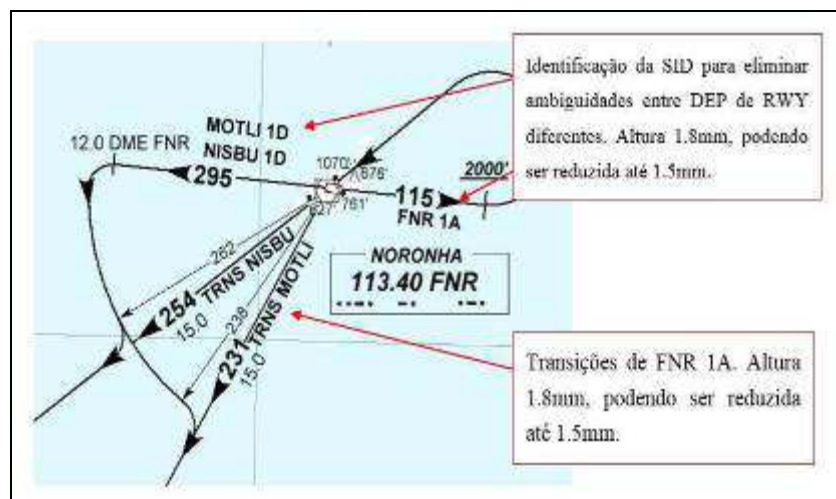 Identificação da SID para eliminar
ambiguidades entre DEP de RWY
diferentes. Altura 1.8mm, podendo
ser reduzida até 1.5mm.
MOTLI 1D
12.0 DME FNR
NISBU 1D
295
1070'
876'
2000'
115
FNR 1A
761'
262
254
TRNS NISBU
15.0
238
231
TRNS MOTLI
15.0
NORONHA
113.40 FNR
Transições de FNR 1A. Altura
1.8mm, podendo ser reduzida
até 1.5mm.